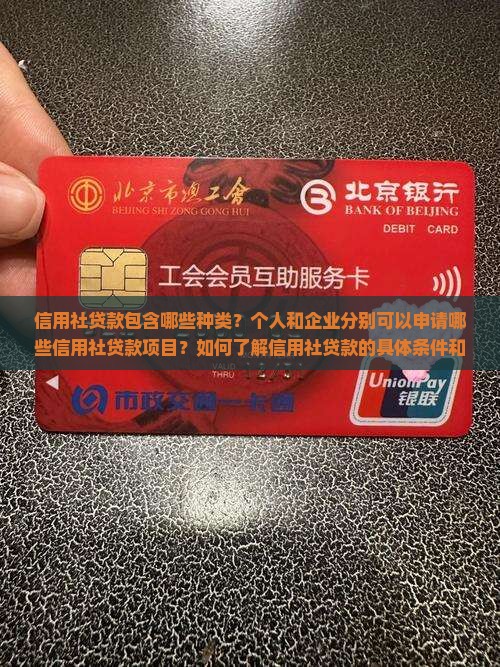 北京市总工会
BEIJING SHI ZONG GONG HUI
北京银行
BANK OF BEIJING
DEBIT CARD
工会会员互助服务卡
信用社贷款包含哪些种类？个人和企业分别可以申请哪
些信用社贷款项目？如何了解信用社贷款的具体条件和
THRU
市政交通一卡通
UnionPay
银联